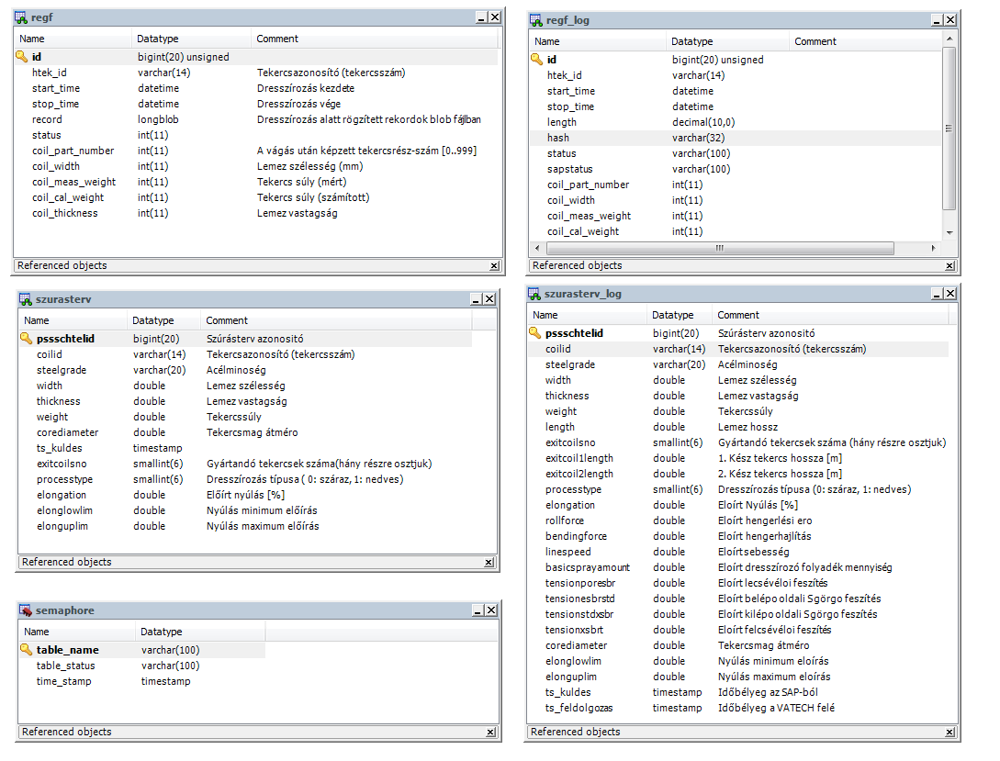 regf
Name Datatype Comment
id bigint(20) unsigned
htek_id varchar(14) Tekercsazonosító (tekercsszám)
start_time datetime Dresszírozás kezdete
stop_time datetime Dresszírozás vége
record longblob Dresszírozás alatt rögzített rekordok blob fájlban
status int(11)
coil_part_number int(11) A vágás után képzett tekercsrész-szám [0..999]
coil_width int(11) Lemez szélesség (mm)
coil_meas_weight int(11) Tekercs súly (mért)
coil_cal_weight int(11) Tekercs súly (számított)
coil_thickness int(11) Lemez vastagság
Referenced objects
regf_log
Name Datatype Comment
id bigint(20) unsigned
htek_id varchar(14)
start_time datetime
stop_time datetime
length decimal(10,0)
hash varchar(32)
status varchar(100)
sapstatus varchar(100)
coil_part_number int(11)
coil_width int(11)
coil_meas_weight int(11)
coil_cal_weight int(11)
Referenced objects
szurasterv
Name Datatype Comment
pssschtelid bigint(20) Szúrásterv azonositó
coilid varchar(14) Tekercsazonosító (tekercsszám)
steelgrade varchar(20) Acélminoség
width double Lemez szélesség
thickness double Lemez vastagság
weight double Tekercssúly
corediameter double Tekercsmag átméro
ts_kuldes timestamp
exitcoilsno smallint(6) Gyártandó tekercsek száma(hány részre osztjuk)
processtype smallint(6) Dresszírozás típusa ( 0: száraz, 1: nedves)
elongation double Előírt nyúlás [%]
elonglowlim double Nyúlás minimum előírás
elonguplim double Nyúlás maximum előírás
Referenced objects
szurasterv_log
Name Datatype Comment
pssschtelid bigint(20) Szúrásterv azonositó
coilid varchar(14) Tekercsazonosító (tekercsszám)
steelgrade varchar(20) Acélminoség
width double Lemez szélesség
thickness double Lemez vastagság
weight double Tekercssúly
length double Lemez hossz
exitcoilsno smallint(6) Gyártandó tekercsek száma (hány részre osztjuk)
exitcoil1length double 1. Kész tekercs hossza [m]
exitcoil2length double 2. Kész tekercs hossza [m]
processtype smallint(6) Dresszírozás típusa (0: száraz, 1: nedves)
elongation double Eloírt Nyúlás [%]
rollforce double Eloírt hengerlési ero
bendingforce double Eloírt hengerhajlítás
linespeed double Eloírt sebesség
basicsprayamount double Eloírt dresszírozó folyadék mennyiség
tensionporesbr double Eloírt lecsévéloi feszítés
tensionesbrstd double Eloírt belépo oldali Sgörgo feszítés
tensionstdxsbr double Eloírt kilépo oldali Sgörgo feszítés
tensionxsbrt double Eloírt felcsévéloi feszítés
corediameter double Tekercsmag átméro
elonglowlim double Nyúlás minimum eloírás
elonguplim double Nyúlás maximum eloírás
ts_kuldes timestamp Időbélyeg az SAP-ból
ts_feldolgozas timestamp Időbélyeg a VATECH felé
Referenced objects
semaphore
Name Datatype
table_name varchar(100)
table_status varchar(100)
time_stamp timestamp
Referenced objects